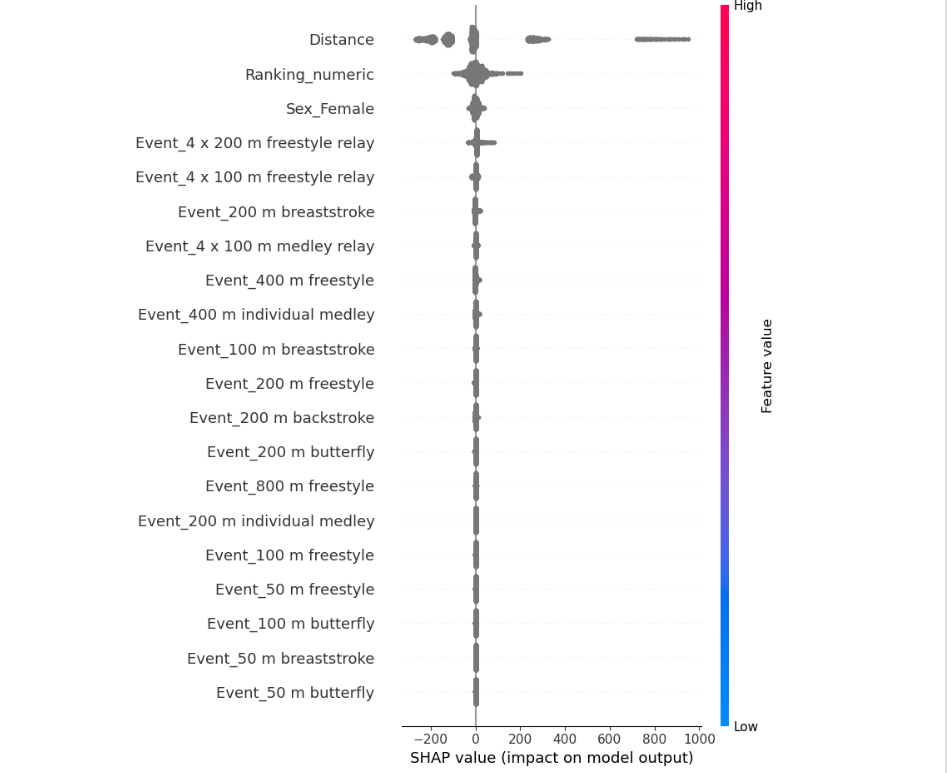 High
Distance
Ranking_numeric
Sex_Female
Event_4 x 200 m freestyle relay
Event_4 x 100 m freestyle relay
Event_200 m breaststroke
Event_4 x 100 m medley relay
Event_400 m freestyle
Event_400 m individual medley
Event_100 m breaststroke
Event_200 m freestyle
Event_200 m backstroke
Event_200 m butterfly
Event_800 m freestyle
Event_200 m individual medley
Event_100 m freestyle
Event_50 m freestyle
Event_100 m butterfly
Event_50 m breaststroke
Event_50 m butterfly
Feature value
Low
−200 0 200 400 600 800 1000
SHAP value (impact on model output)